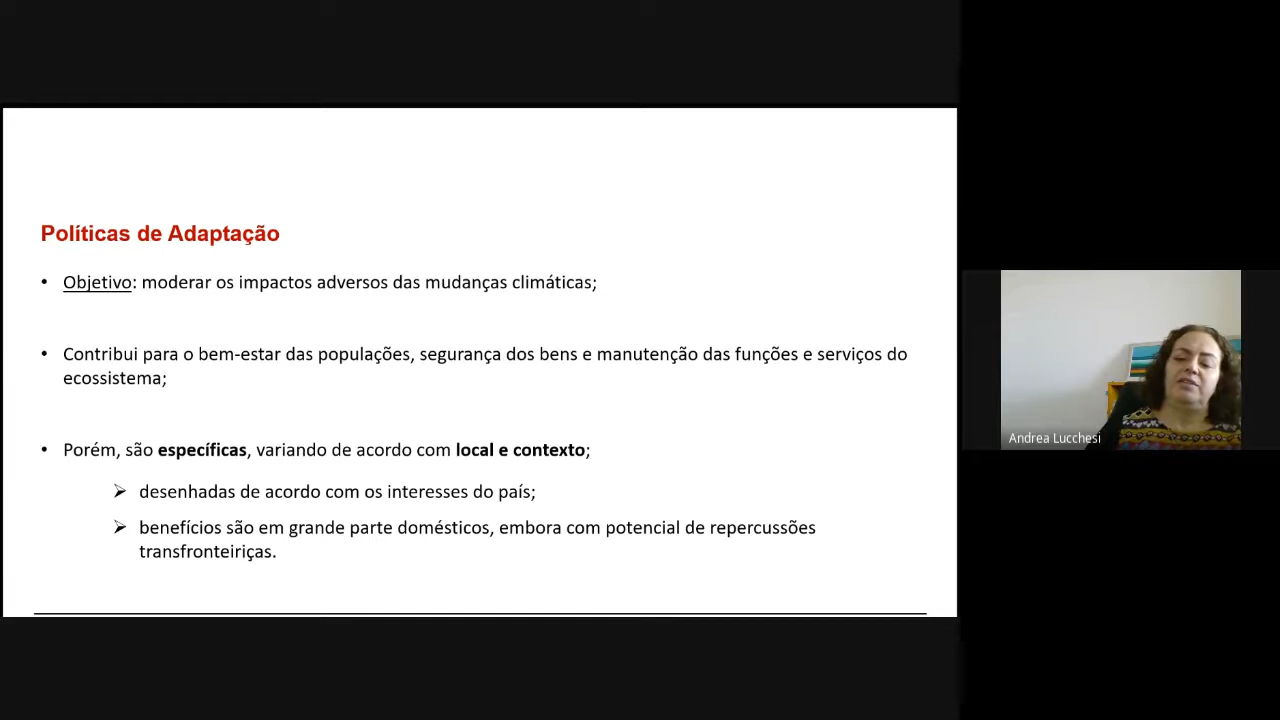 Políticas de Adaptação
• Objetivo: moderar os impactos adversos das mudanças climáticas;
• Contribui para o bem-estar das populações, segurança dos bens e manutenção das funções e serviços do
ecossistema;
• Porém, são específicas, variando de acordo com local e contexto;
➢ desenhadas de acordo com os interesses do país;
➢ benefícios são em grande parte domésticos, embora com potencial de repercussões
transfronteiriças.
Andrea Lucchesi